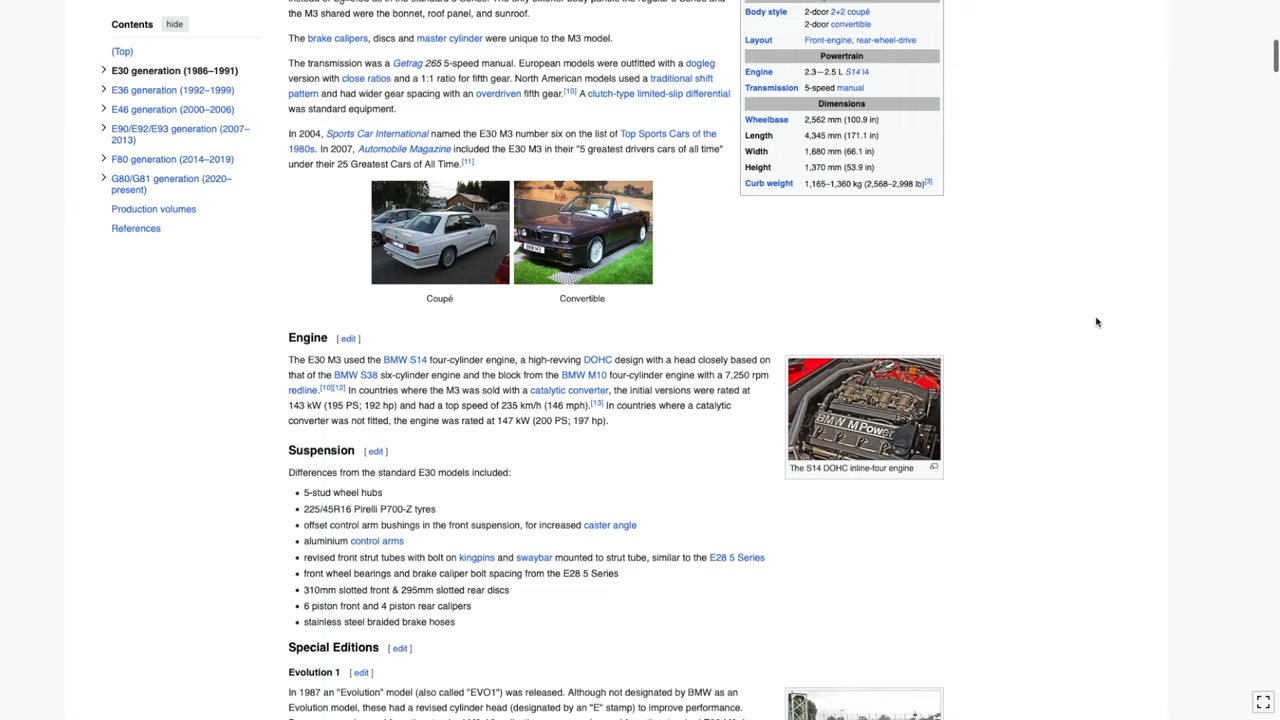 Contents hide
(Top)
E30 generation (1986–1991)
E36 generation (1992–1999)
E46 generation (2000–2006)
E90/E92/E93 generation (2007–
2013)
F80 generation (2014–2019)
G80/G81 generation (2020–
present)
Production volumes
References
the M3 shared were the bonnet, roof panel, and sunroof.
The brake calipers, discs and master cylinder were unique to the M3 model.
The transmission was a Getrag 265 5-speed manual. European models were outfitted with a dogleg
version with close ratios and a 1:1 ratio for fifth gear. North American models used a traditional shift
pattern and had wider gear spacing with an overdriven fifth gear.[10] A clutch-type limited-slip differential
was standard equipment.
In 2004, Sports Car International named the E30 M3 number six on the list of Top Sports Cars of the
1980s. In 2007, Automobile Magazine included the E30 M3 in their "5 greatest drivers cars of all time"
under their 25 Greatest Cars of All Time.[11]
Coupé
Convertible
Body style 2-door 2+2 coupé
2-door convertible
Layout Front-engine, rear-wheel-drive
Powertrain
Engine 2.3–2.5 L S14 I4
Transmission 5-speed manual
Dimensions
Wheelbase 2,562 mm (100.9 in)
Length 4,345 mm (171.1 in)
Width 1,680 mm (66.1 in)
Height 1,370 mm (53.9 in)
Curb weight 1,165–1,360 kg (2,568–2,998 lb)[3]
Engine [ edit ]
The E30 M3 used the BMW S14 four-cylinder engine, a high-revving DOHC design with a head closely based on
that of the BMW S38 six-cylinder engine and the block from the BMW M10 four-cylinder engine with a 7,250 rpm
redline.[10][12] In countries where the M3 was sold with a catalytic converter, the initial versions were rated at
143 kW (195 PS; 192 hp) and had a top speed of 235 km/h (146 mph).[13] In countries where a catalytic
converter was not fitted, the engine was rated at 147 kW (200 PS; 197 hp).
BMW M Power
The S14 DOHC inline-four engine
Suspension [ edit ]
Differences from the standard E30 models included:
• 5-stud wheel hubs
• 225/45R16 Pirelli P700-Z tyres
• offset control arm bushings in the front suspension, for increased caster angle
• aluminium control arms
• revised front strut tubes with bolt on kingpins and swaybar mounted to strut tube, similar to the E28 5 Series
• front wheel bearings and brake caliper bolt spacing from the E28 5 Series
• 310mm slotted front & 295mm slotted rear discs
• 6 piston front and 4 piston rear calipers
• stainless steel braided brake hoses
Special Editions [ edit ]
Evolution 1 [ edit ]
In 1987 an "Evolution" model (also called "EVO1") was released. Although not designated by BMW as an
Evolution model, these had a revised cylinder head (designated by an "E" stamp) to improve performance.